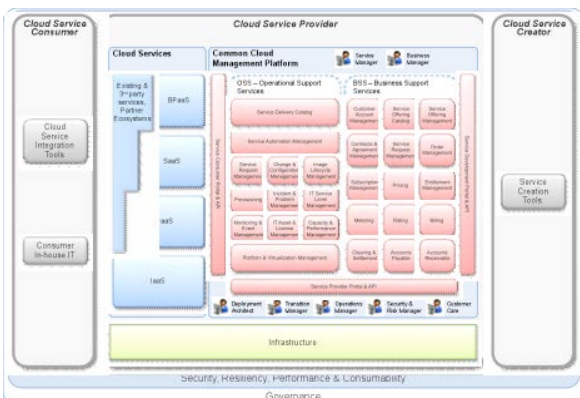 Cloud Service
Consumer
Cloud Service Provider
Cloud Service
Creator
Cloud Services
Common Cloud
Management Platform
Service
Manager
Business
Manager
Existing &
3rd party
services,
Partner
Ecosystems
BPaaS
SaaS
aaS
IaaS
OSS – Operational Support
Services
BSS – Business Support
Services
Service Delivery Catalog
Service Automation Management
Service
Request
Management
Change &
Configuration
Management
Image
Lifecycle
Management
Provisioning
Incident &
Problem
Management
IT Service
Level
Management
Monitoring &
Event
Management
IT Asset &
License
Management
Capacity &
Performance
Management
Platform & Virtualization Management
Customer
Account
Management
Service
Offering
Catalog
Service
Offering
Management
Contracts &
Agreement
Management
Service
Request
Management
Order
Management
Subscription
Management
Pricing
Entitlement
Management
Metering
Rating
Billing
Clearing &
Settlement
Accounts
Payable
Accounts
Receivable
Service Consumer Portal & API
Service Development Portal & API
Service Provider Portal & API
Deployment
Architect
Transition
Manager
Operations
Manager
Security &
Risk Manager
Customer
Care
Cloud
Service
Integration
Tools
Consumer
In-house IT
Service
Creation
Tools
Infrastructure
Security, Resiliency, Performance & Consumability
Governance